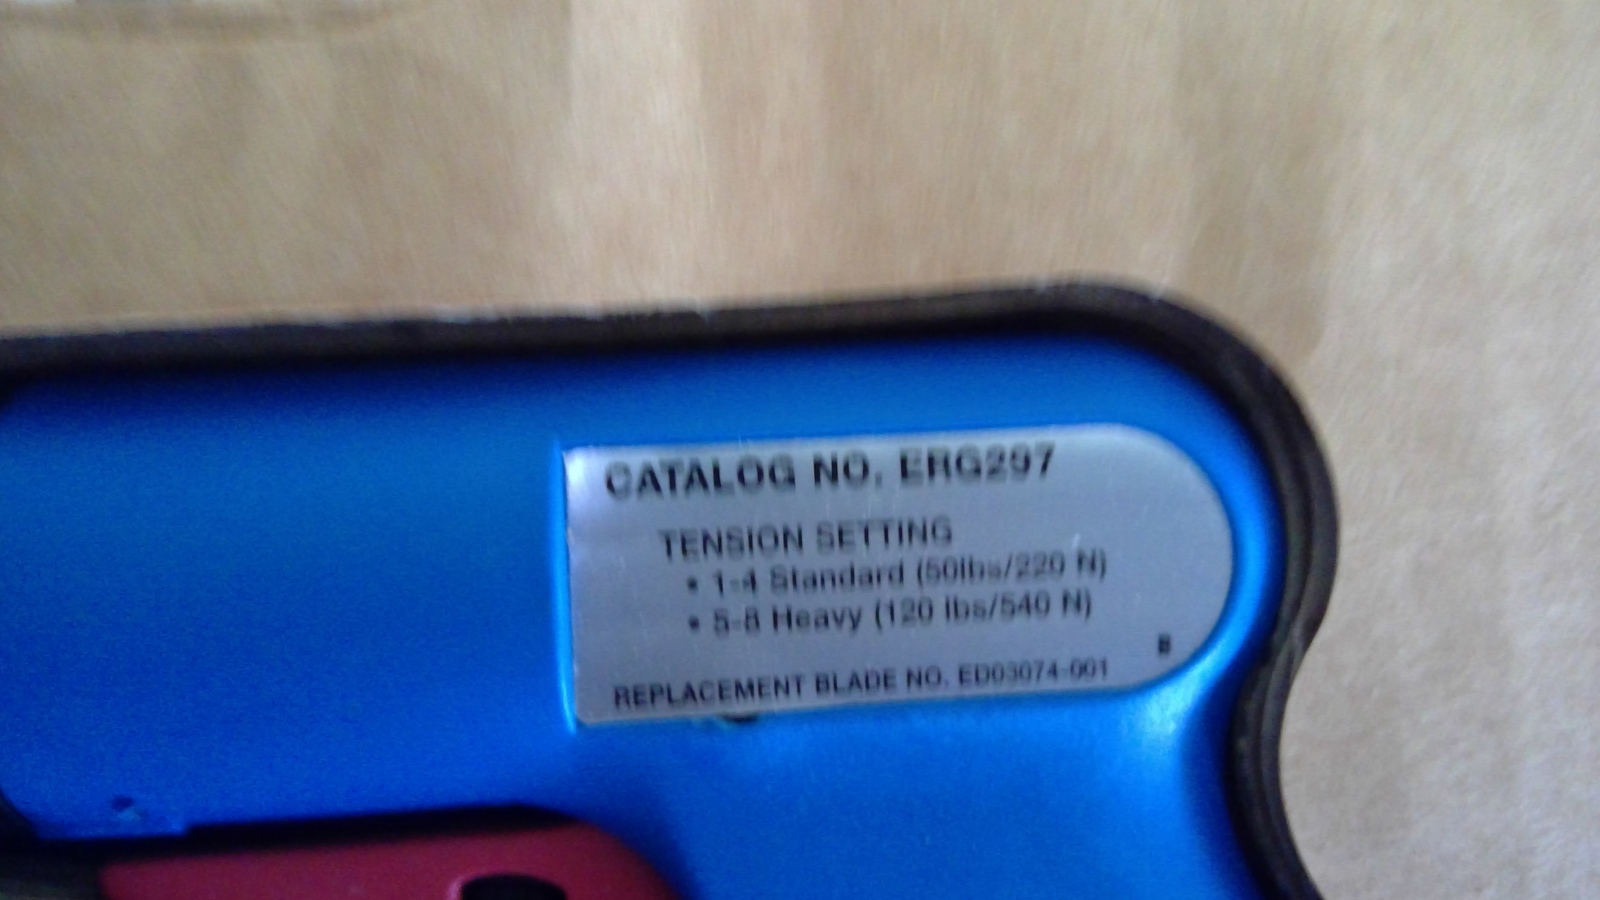 CATALOG NO. ERG297
TENSION SETTING
• 1-4 Standard (50lbs/220 N)
• 5-8 Heavy (120 lbs/540 N)
B
REPLACEMENT BLADE NO. ED03074-001